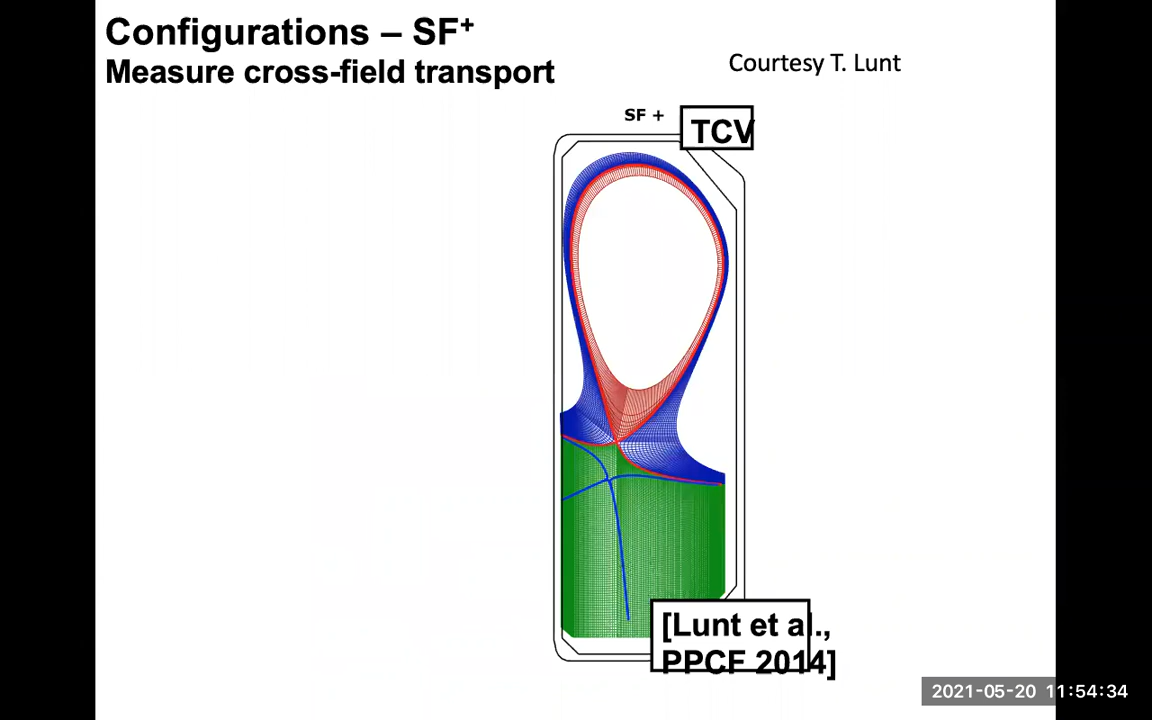 Configurations – SF⁺
Measure cross-field transport
Courtesy T. Lunt
SF +
TCV
[Lunt et al.,
PPCF 2014]
2021-05-20 11:54:34